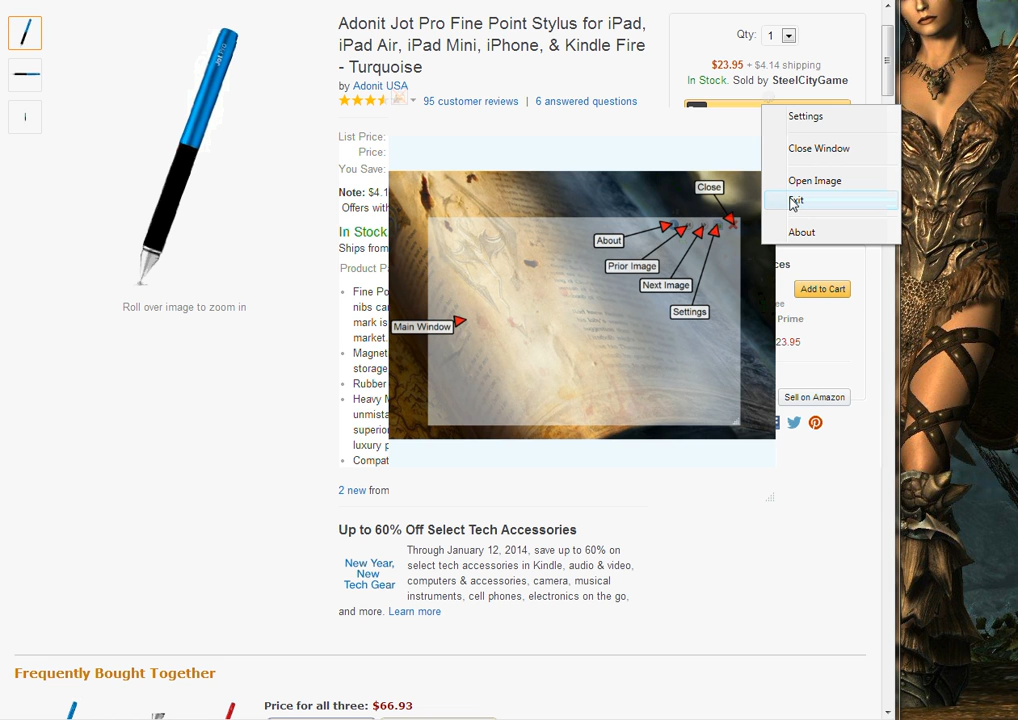 Adonit Jot Pro Fine Point Stylus for iPad,
iPad Air, iPad Mini, iPhone, & Kindle Fire
- Turquoise
by Adonit USA
95 customer reviews | 6 answered questions
List Price:
Price:
You Save:
Note: $4.1
Offers with
In Stock
Ships from
Product Pa
Fine Po
nibs ca
mark is
market.
Magnet
storage
Rubber
Heavy M
unmista
superio
luxury p
Compat
2 new from
Roll over image to zoom in
Qty: 1
$23.95 + $4.14 shipping
In Stock. Sold by SteelCityGame
Settings
Close Window
Open Image
Exit
About
Close
About
Prior Image
Next Image
Settings
Main Window
ces
Add to Cart
ee
Prime
23.95
Sell on Amazon
Up to 60% Off Select Tech Accessories
New Year,
New
Tech Gear
Through January 12, 2014, save up to 60% on
select tech accessories in Kindle, audio & video,
computers & accessories, camera, musical
instruments, cell phones, electronics on the go,
and more. Learn more
Frequently Bought Together
Price for all three: $66.93